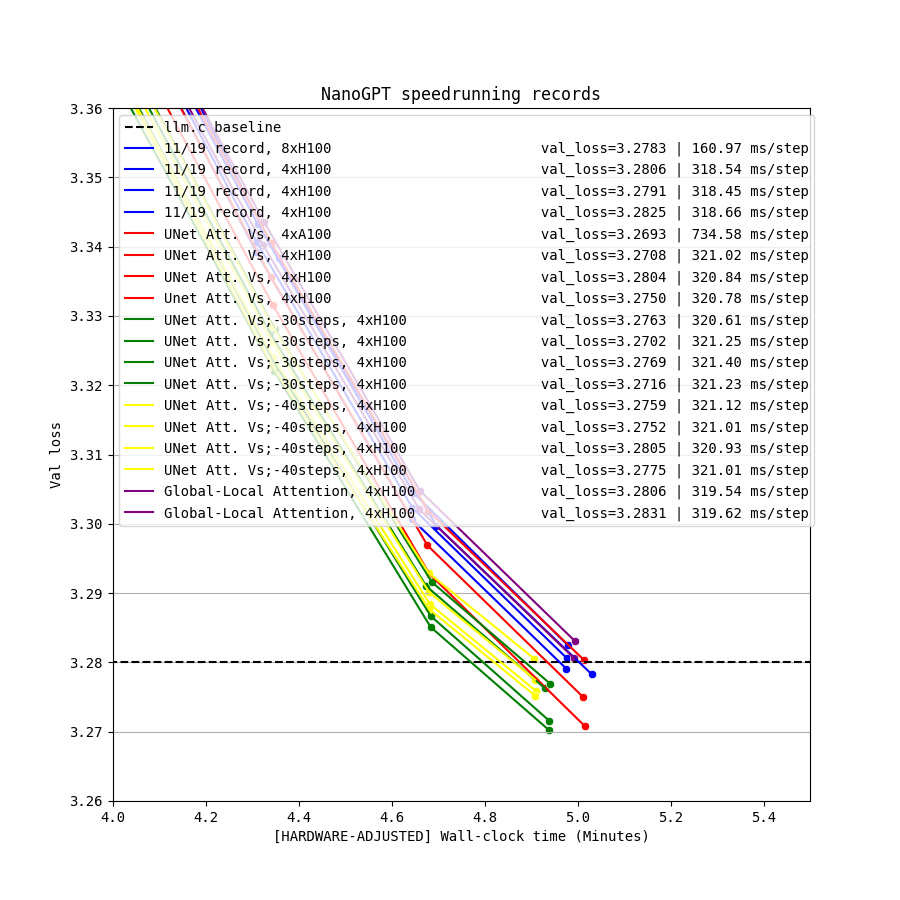 NanoGPT speedrunning records
3.36
llm.c baseline
11/19 record, 8xH100 val_loss=3.2783 | 160.97 ms/step
11/19 record, 4xH100 val_loss=3.2806 | 318.54 ms/step
3.35
11/19 record, 4xH100 val_loss=3.2791 | 318.45 ms/step
11/19 record, 4xH100 val_loss=3.2825 | 318.66 ms/step
UNet Att. Vs, 4xA100 val_loss=3.2693 | 734.58 ms/step
3.34
UNet Att. Vs, 4xH100 val_loss=3.2708 | 321.02 ms/step
UNet Att. Vs, 4xH100 val_loss=3.2804 | 320.84 ms/step
Unet Att. Vs, 4xH100 val_loss=3.2750 | 320.78 ms/step
3.33
UNet Att. Vs;-30steps, 4xH100 val_loss=3.2763 | 320.61 ms/step
UNet Att. Vs;-30steps, 4xH100 val_loss=3.2702 | 321.25 ms/step
UNet Att. Vs;-30steps, 4xH100 val_loss=3.2769 | 321.40 ms/step
3.32
UNet Att. Vs;-30steps, 4xH100 val_loss=3.2716 | 321.23 ms/step
UNet Att. Vs;-40steps, 4xH100 val_loss=3.2759 | 321.12 ms/step
UNet Att. Vs;-40steps, 4xH100 val_loss=3.2752 | 321.01 ms/step
UNet Att. Vs;-40steps, 4xH100 val_loss=3.2805 | 320.93 ms/step
3.31
UNet Att. Vs;-40steps, 4xH100 val_loss=3.2775 | 321.01 ms/step
Global-Local Attention, 4xH100 val_loss=3.2806 | 319.54 ms/step
Global-Local Attention, 4xH100 val_loss=3.2831 | 319.62 ms/step
3.30
3.29
3.28
3.27
3.26
Val loss
4.0 4.2 4.4 4.6 4.8 5.0 5.2 5.4
[HARDWARE-ADJUSTED] Wall-clock time (Minutes)